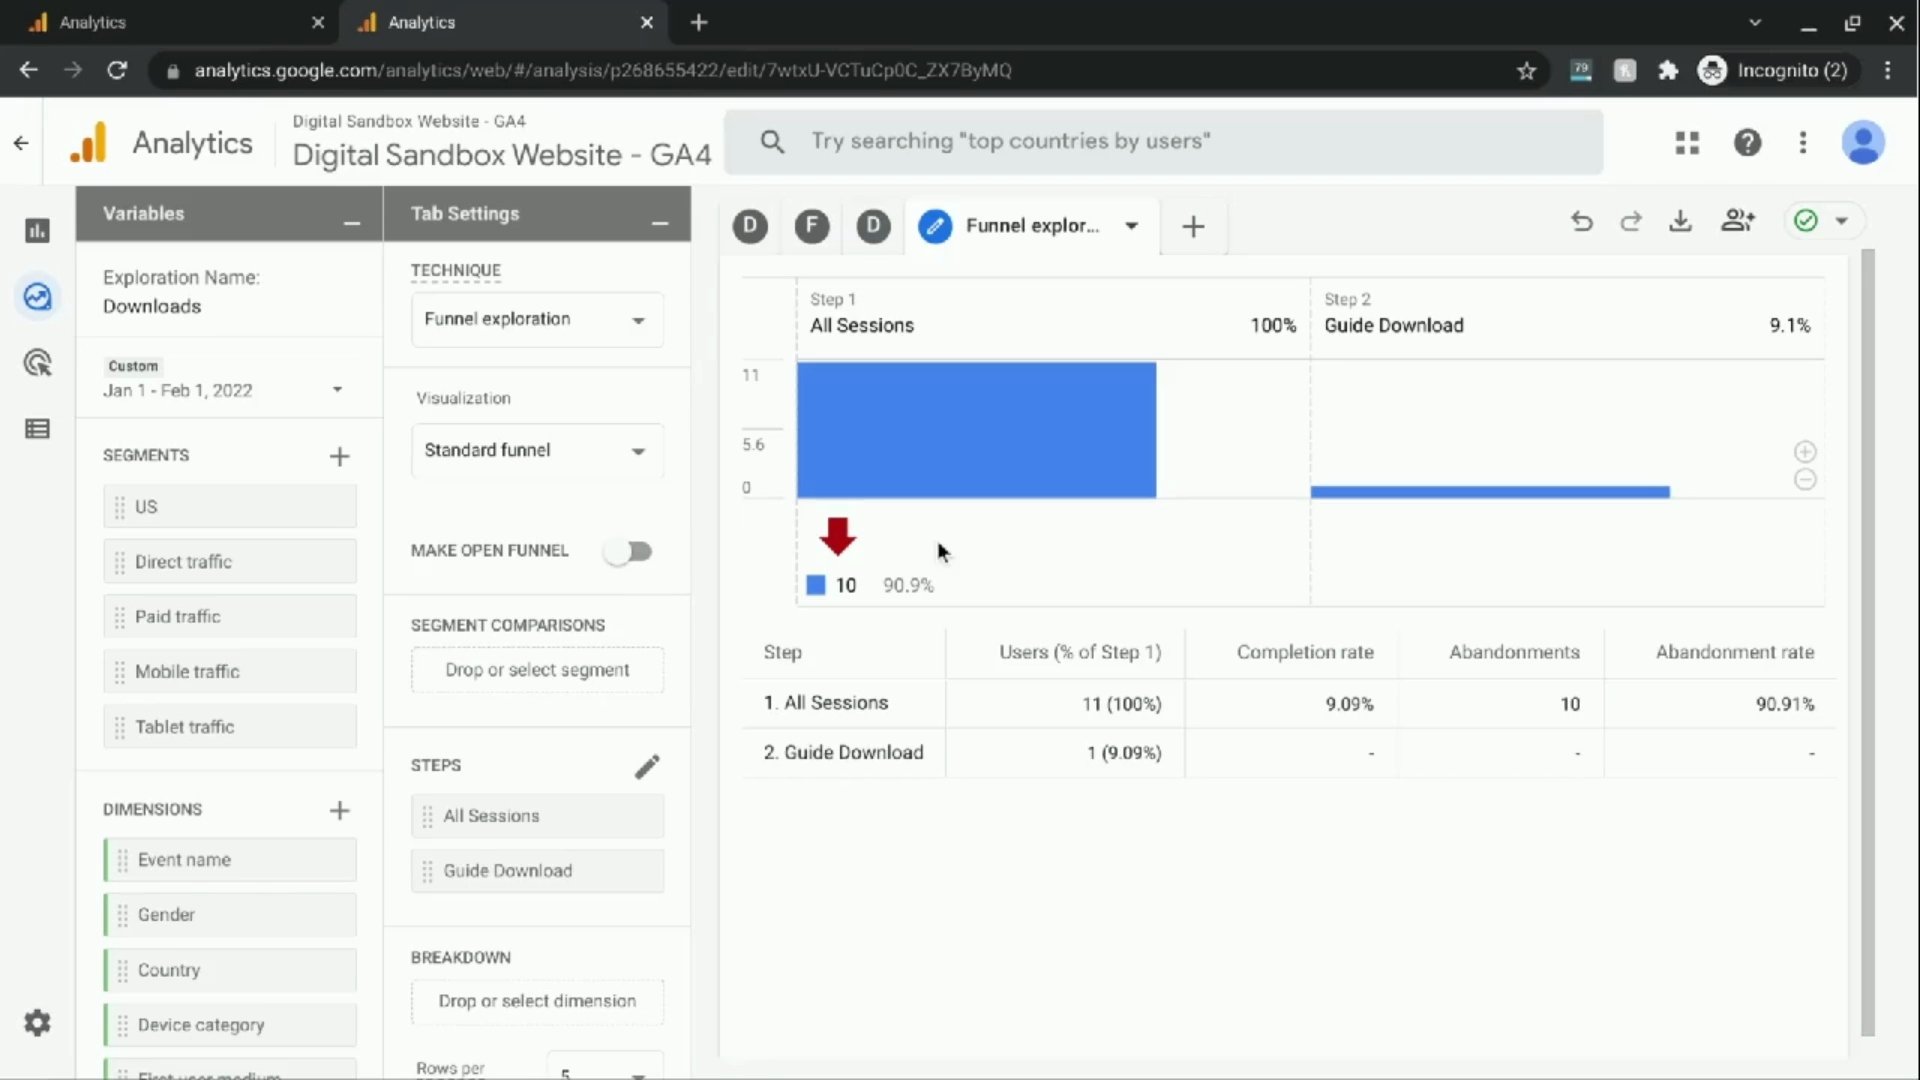 Analytics
Analytics
analytics.google.com/analytics/web/#/analysis/p268655422/edit/7wtxU-VCTuCp0C_ZX7ByMQ
79
Incognito (2)
Analytics
Digital Sandbox Website - GA4
Digital Sandbox Website - GA4
Try searching "top countries by users"
Variables
Exploration Name:
Downloads
Custom
Jan 1 - Feb 1, 2022
SEGMENTS
US
Direct traffic
Paid traffic
Mobile traffic
Tablet traffic
DIMENSIONS
Event name
Gender
Country
Device category
First user medium
Tab Settings
TECHNIQUE
Funnel exploration
Visualization
Standard funnel
MAKE OPEN FUNNEL
SEGMENT COMPARISONS
Drop or select segment
STEPS
All Sessions
Guide Download
BREAKDOWN
Drop or select dimension
Rows per
5
D F D Funnel explor...
Step 1
All Sessions 100%
Step 2
Guide Download 9.1%
11
5.6
0
10 90.9%
Step Users (% of Step 1) Completion rate Abandonments Abandonment rate
1. All Sessions 11 (100%) 9.09% 10 90.91%
2. Guide Download 1 (9.09%) - - -